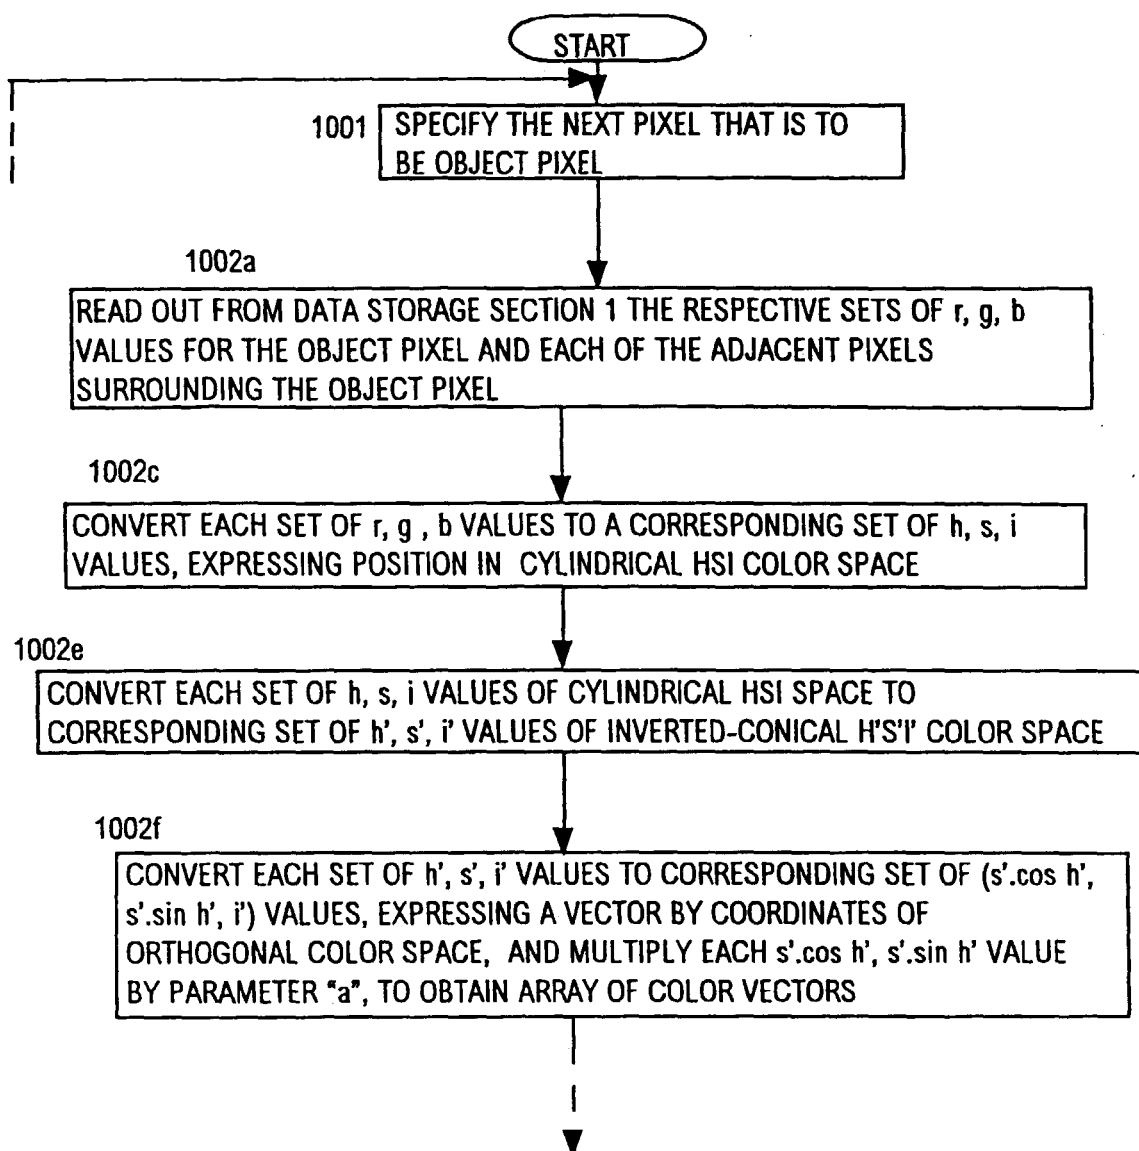 START
1001
SPECIFY THE NEXT PIXEL THAT IS TO
BE OBJECT PIXEL
1002a
READ OUT FROM DATA STORAGE SECTION 1 THE RESPECTIVE SETS OF r, g, b
VALUES FOR THE OBJECT PIXEL AND EACH OF THE ADJACENT PIXELS
SURROUNDING THE OBJECT PIXEL
1002c
CONVERT EACH SET OF r, g , b VALUES TO A CORRESPONDING SET OF h, s, i
VALUES, EXPRESSING POSITION IN CYLINDRICAL HSI COLOR SPACE
1002e
CONVERT EACH SET OF h, s, i VALUES OF CYLINDRICAL HSI SPACE TO
CORRESPONDING SET OF h', s', i' VALUES OF INVERTED-CONICAL H'S'I' COLOR SPACE
1002f
CONVERT EACH SET OF h', s', i' VALUES TO CORRESPONDING SET OF (s'.cos h',
s'.sin h', i') VALUES, EXPRESSING A VECTOR BY COORDINATES OF
ORTHOGONAL COLOR SPACE, AND MULTIPLY EACH s'.cos h', s'.sin h' VALUE
BY PARAMETER "a", TO OBTAIN ARRAY OF COLOR VECTORS